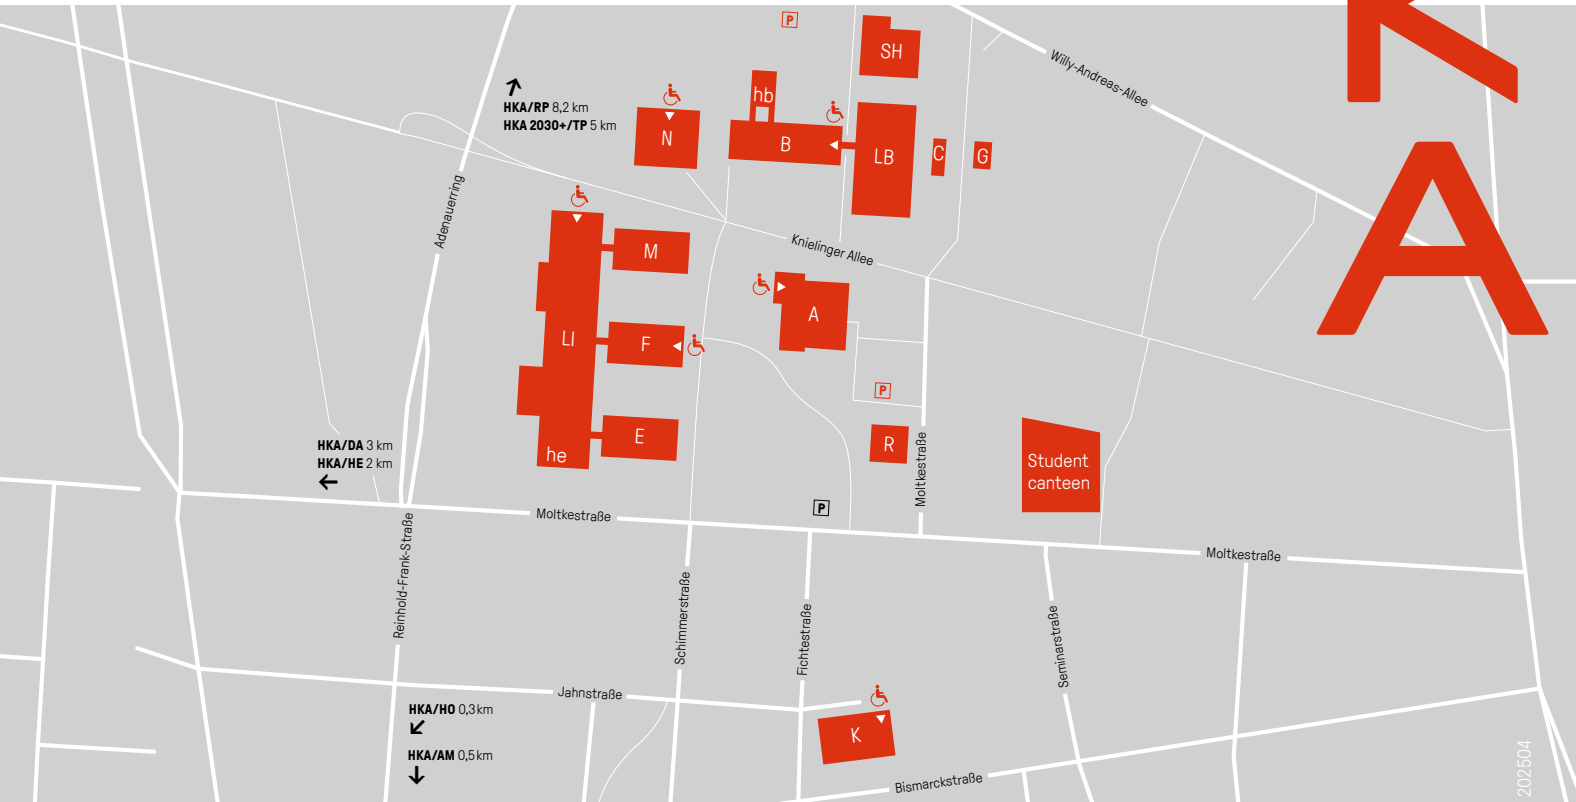 P
SH
Willy-Andreas-Allee
hb
HKA/RP 8,2 km
HKA 2030+/TP 5 km
N
B
LB
C
G
A
Adenauerring
M
Knielinger Allee
A
LI
F
P
HKA/DA 3 km
HKA/HE 2 km
E
he
R
Moltkestraße
Student
canteen
P
Moltkestraße
Moltkestraße
Reinhold-Frank-Straße
Schimmerstraße
Fichtestraße
Seminarstraße
Jahnstraße
HKA/HO 0,3 km
K
HKA/AM 0,5 km
Bismarckstraße
202504